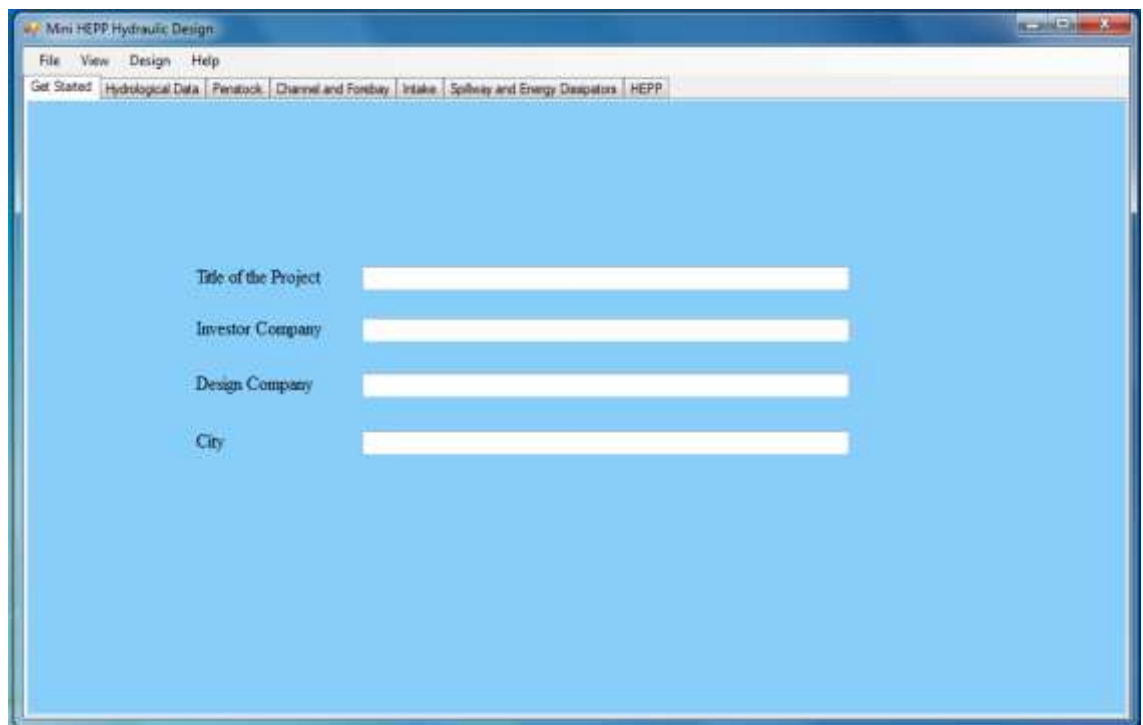 Mini HEPP Hydraulic Design
File View Design Help
Get Started Hydrological Data Penstock Channel and Forebay Intake Spillway and Energy Dissipators HEPP
Title of the Project
Investor Company
Design Company
City